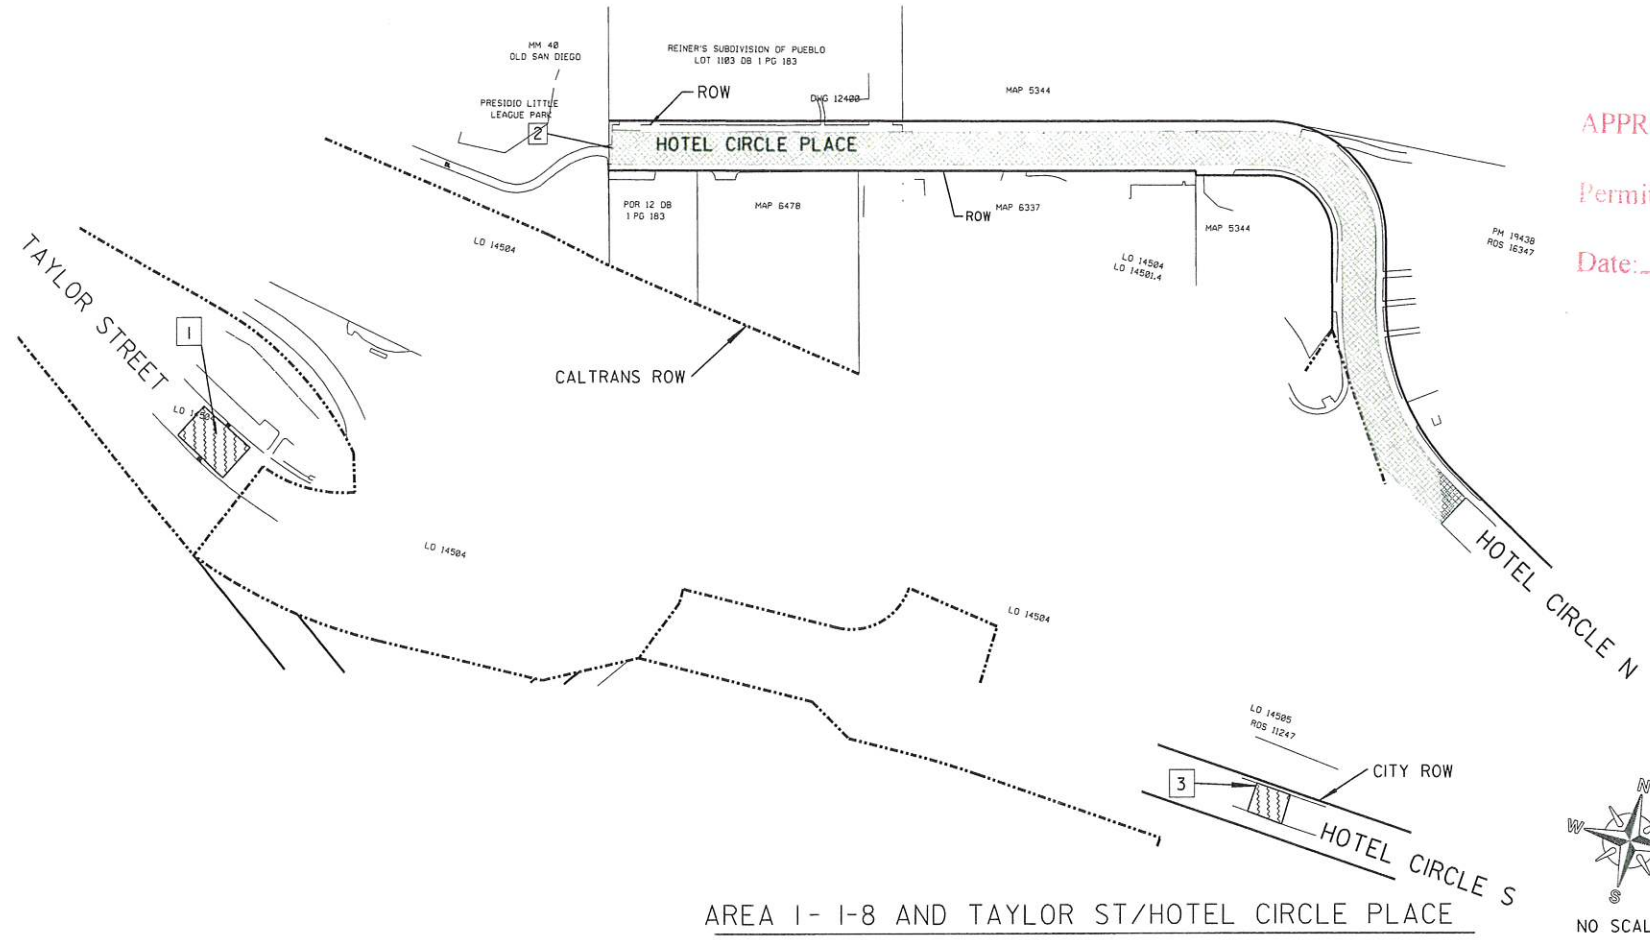 MM 40
OLD SAN DIEGO
REINER'S SUBDIVISION OF PUEBLO
LOT 1103 DB 1 PG 183
PRESIDIO LITTLE
LEAGUE PARK
ROW
DWG 12400
MAP 5344
2
HOTEL CIRCLE PLACE
APPR
Permi
Date:
POR 12 DB
1 PG 183
MAP 6478
ROW
MAP 6337
MAP 5344
PM 19438
ROS 16347
LO 14504
LO 14504
LO 14501.4
TAYLOR STREET
1
CALTRANS ROW
LO 14504
LO 14504
HOTEL CIRCLE N
LO 14504
LO 14505
ROS 11247
3
CITY ROW
HOTEL CIRCLE S
N
W
S
AREA 1- I-8 AND TAYLOR ST/HOTEL CIRCLE PLACE
NO SCAL